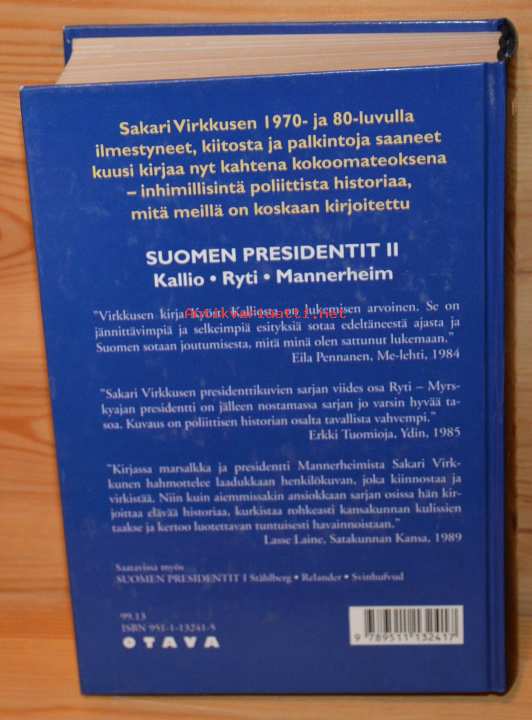 Sakari Virkkusen 1970- ja 80-luvulla
ilmestyneet, kiitosta ja palkintoja saaneet
kuusi kirjaa nyt kahtena kokoomateoksena
– inhimillisintä poliittista historiaa,
mitä meillä on koskaan kirjoitettu
SUOMEN PRESIDENTIT II
Kallio • Ryti • Mannerheim
"Virkkusen kirja Kyösti Kalliosta on lukemisen arvoinen. Se on
jännittävimpiä ja selkeimpiä esityksiä sotaa edeltäneestä ajasta ja
Suomen sotaan joutumisesta, mitä minä olen sattunut lukemaan."
Eila Pennanen, Me-lehti, 1984
"Sakari Virkkusen presidenttikuvien sarjan viides osa Ryti – Myrs-
kyajan presidentti on jälleen nostamassa sarjan jo varsin hyvää ta-
soa. Kuvaus on poliittisen historian osalta tavallista vahvempi."
Erkki Tuomioja, Ydin, 1985
"Kirjassa marsalkka ja presidentti Mannerheimista Sakari Virk-
kunen hahmottelee laadukkaan henkilökuvan, joka kiinnostaa ja
virkistää. Niin kuin aiemmissakin ansiokkaan sarjan osissa hän kir-
joittaa elävää historiaa, kurkistaa rohkeasti kansakunnan kulissien
taakse ja kertoo luotettavan tuntuisesti havainnoistaan."
Lasse Laine, Satakunnan Kansa, 1989
Saatavissa myös
SUOMEN PRESIDENTIT I Ståhlberg • Relander • Svinhufvud
99.13
ISBN 951-1-13241-5
OTAVA
9 789511 132417